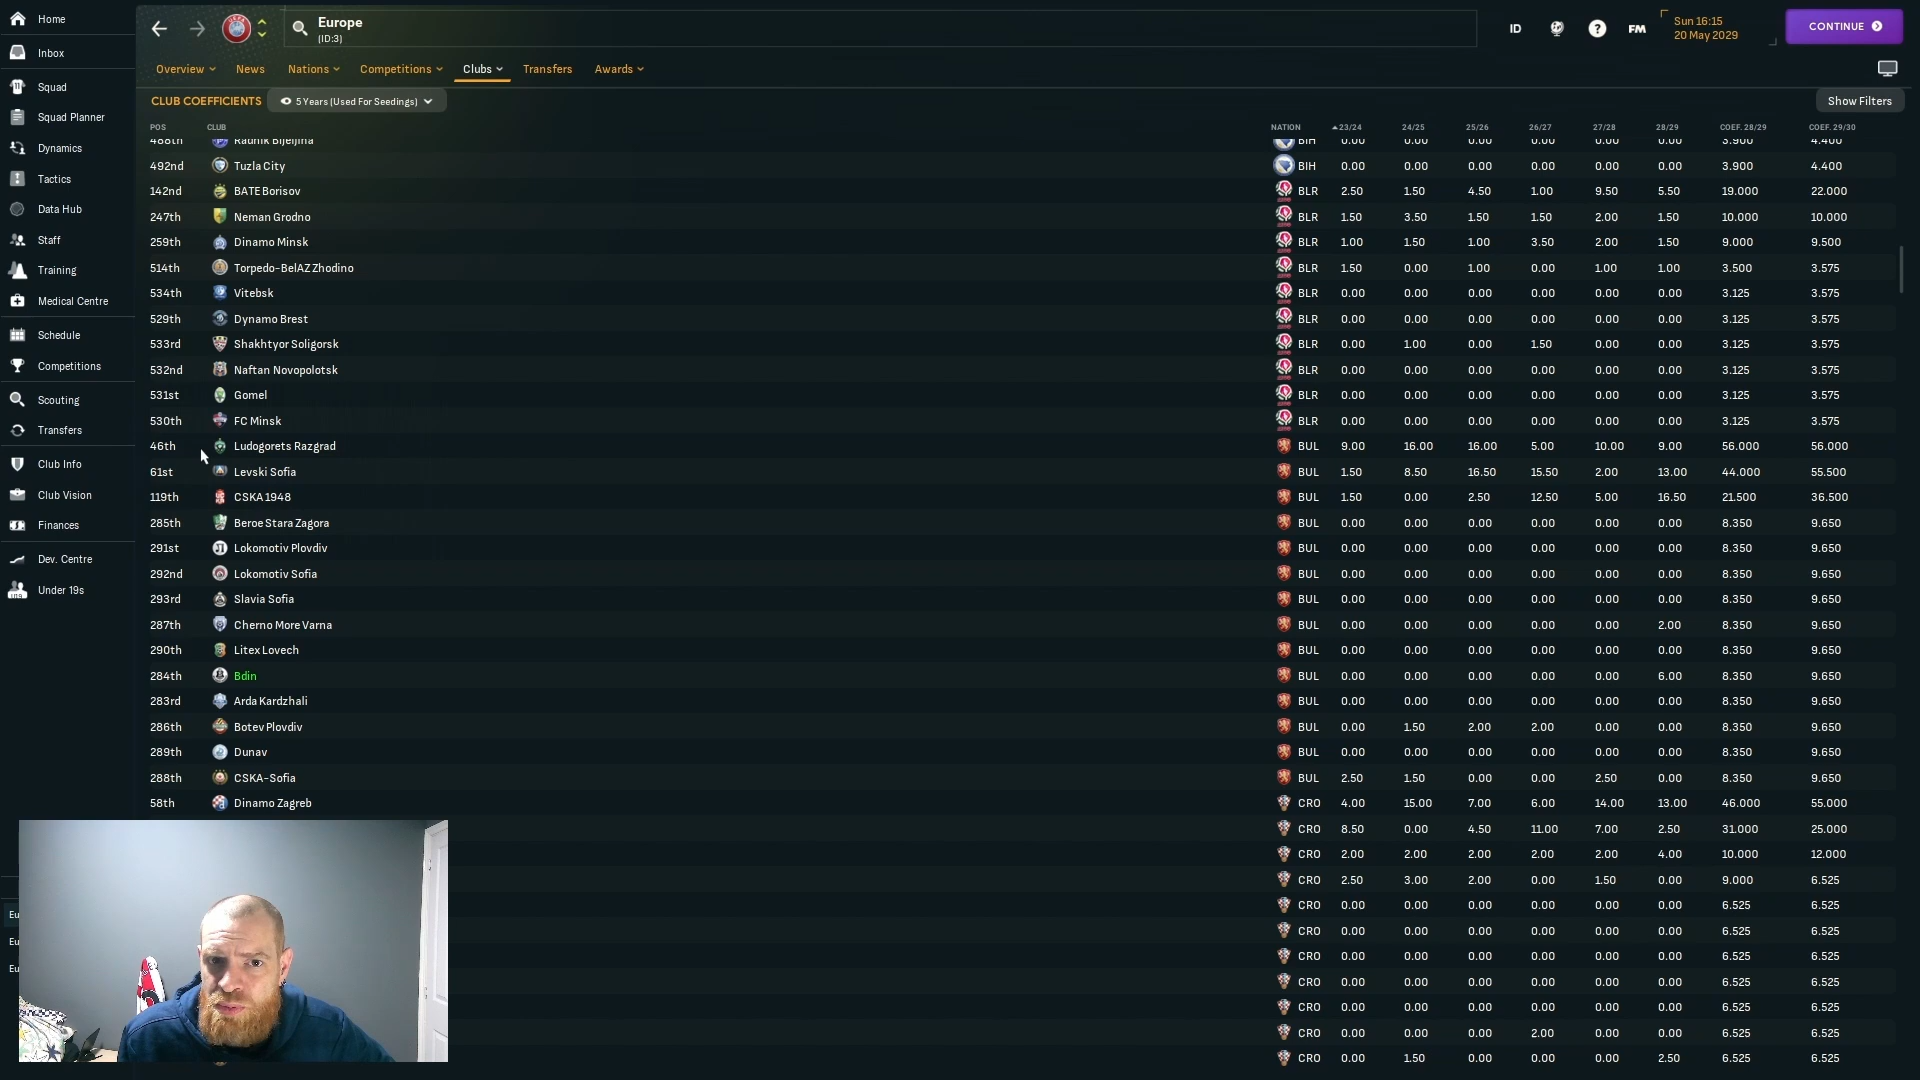 Home
Europe
(ID:3)
ID
FM
Sun 16:15
20 May 2029
CONTINUE
Inbox
Overview News Nations Competitions Clubs Transfers Awards
Squad
CLUB COEFFICIENTS 5 Years (Used For Seedings) Show Filters
Squad Planner
Dynamics
Tactics
Data Hub
Staff
Training
Medical Centre
Schedule
Competitions
Scouting
Transfers
Club Info
Club Vision
Finances
Dev. Centre
Under 19s
POS CLUB NATION 23/24 24/25 25/26 26/27 27/28 28/29 COEF. 28/29 COEF. 29/30
488th Radnik Bijeljina BIH 0.00 0.00 0.00 0.00 0.00 0.00 3.900 4.400
492nd Tuzla City BIH 0.00 0.00 0.00 0.00 0.00 0.00 3.900 4.400
142nd BATE Borisov BLR 2.50 1.50 4.50 1.00 9.50 5.50 19.000 22.000
247th Neman Grodno BLR 1.50 3.50 1.50 1.50 2.00 1.50 10.000 10.000
259th Dinamo Minsk BLR 1.00 1.50 1.00 3.50 2.00 1.50 9.000 9.500
514th Torpedo-BelAZ Zhodino BLR 1.50 0.00 1.00 0.00 1.00 1.00 3.500 3.575
534th Vitebsk BLR 0.00 0.00 0.00 0.00 0.00 0.00 3.125 3.575
529th Dynamo Brest BLR 0.00 0.00 0.00 0.00 0.00 0.00 3.125 3.575
533rd Shakhtyor Soligorsk BLR 0.00 1.00 0.00 1.50 0.00 0.00 3.125 3.575
532nd Naftan Novopolotsk BLR 0.00 0.00 0.00 0.00 0.00 0.00 3.125 3.575
531st Gomel BLR 0.00 0.00 0.00 0.00 0.00 0.00 3.125 3.575
530th FC Minsk BLR 0.00 0.00 0.00 0.00 0.00 0.00 3.125 3.575
46th Ludogorets Razgrad BUL 9.00 16.00 16.00 5.00 10.00 9.00 56.000 56.000
61st Levski Sofia BUL 1.50 8.50 16.50 15.50 2.00 13.00 44.000 55.500
119th CSKA 1948 BUL 1.50 0.00 2.50 12.50 5.00 16.50 21.500 36.500
285th Beroe Stara Zagora BUL 0.00 0.00 0.00 0.00 0.00 0.00 8.350 9.650
291st Lokomotiv Plovdiv BUL 0.00 0.00 0.00 0.00 0.00 0.00 8.350 9.650
292nd Lokomotiv Sofia BUL 0.00 0.00 0.00 0.00 0.00 0.00 8.350 9.650
293rd Slavia Sofia BUL 0.00 0.00 0.00 0.00 0.00 0.00 8.350 9.650
287th Cherno More Varna BUL 0.00 0.00 0.00 0.00 0.00 2.00 8.350 9.650
290th Litex Lovech BUL 0.00 0.00 0.00 0.00 0.00 0.00 8.350 9.650
284th Bdin BUL 0.00 0.00 0.00 0.00 0.00 6.00 8.350 9.650
283rd Arda Kardzhali BUL 0.00 0.00 0.00 0.00 0.00 0.00 8.350 9.650
286th Botev Plovdiv BUL 0.00 1.50 2.00 2.00 0.00 0.00 8.350 9.650
289th Dunav BUL 0.00 0.00 0.00 0.00 0.00 0.00 8.350 9.650
288th CSKA-Sofia BUL 2.50 1.50 0.00 0.00 2.50 0.00 8.350 9.650
58th Dinamo Zagreb CRO 4.00 15.00 7.00 6.00 14.00 13.00 46.000 55.000
CRO 8.50 0.00 4.50 11.00 7.00 2.50 31.000 25.000
CRO 2.00 2.00 2.00 2.00 2.00 4.00 10.000 12.000
CRO 2.50 3.00 2.00 0.00 1.50 0.00 9.000 6.525
Eu CRO 0.00 0.00 0.00 0.00 0.00 0.00 6.525 6.525
Eu CRO 0.00 0.00 0.00 0.00 0.00 0.00 6.525 6.525
Eu CRO 0.00 0.00 0.00 0.00 0.00 0.00 6.525 6.525
CRO 0.00 0.00 0.00 0.00 0.00 0.00 6.525 6.525
CRO 0.00 0.00 0.00 0.00 0.00 0.00 6.525 6.525
CRO 0.00 0.00 0.00 2.00 0.00 0.00 6.525 6.525
CRO 0.00 1.50 0.00 0.00 0.00 2.50 6.525 6.525